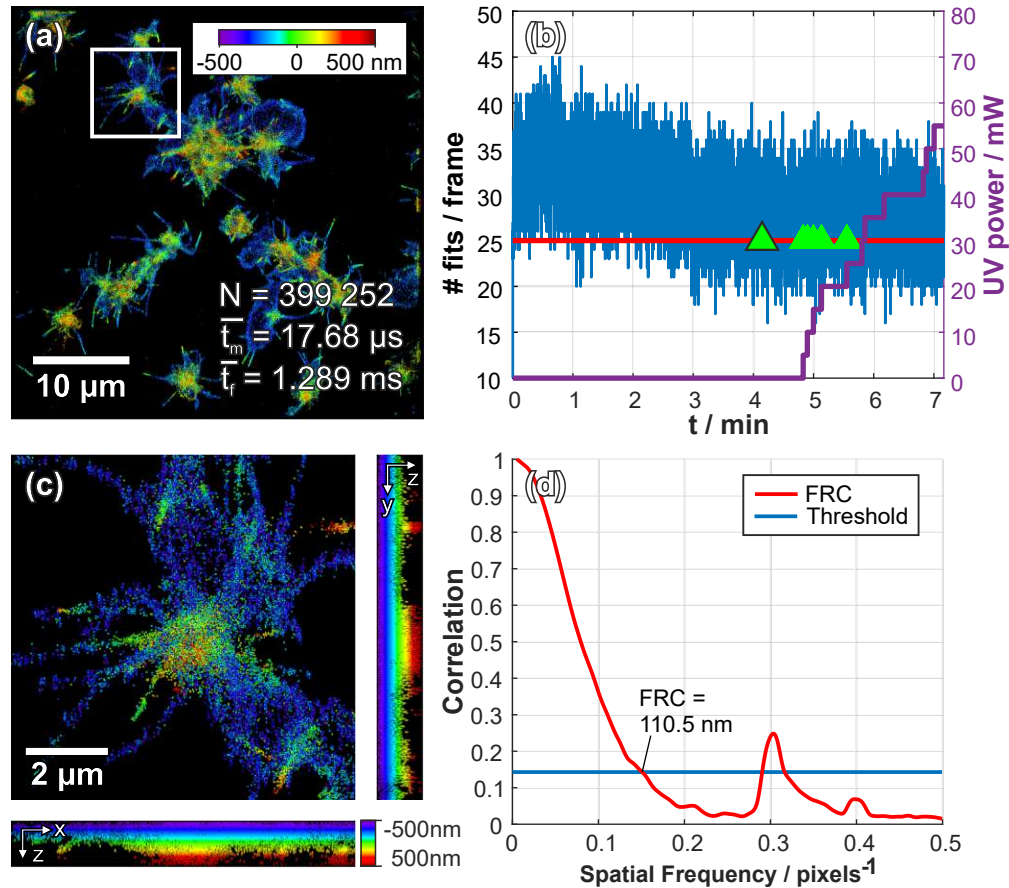 (a)
-500 0 500 nm
N = 399 252
t̅ₘ = 17.68 µs
t̅_f = 1.289 ms
10 µm
(b)
# fits / frame
50
45
40
35
30
25
20
15
10
0 1 2 3 4 5 6 7
t / min
80
70
60
50
40
30
20
10
0
UV power / mW
(c)
z
y
2 µm
x
z
-500nm
500nm
(d)
Correlation
1
0.9
0.8
0.7
0.6
0.5
0.4
0.3
0.2
0.1
0
FRC
Threshold
FRC =
110.5 nm
0 0.1 0.2 0.3 0.4 0.5
Spatial Frequency / pixels⁻¹